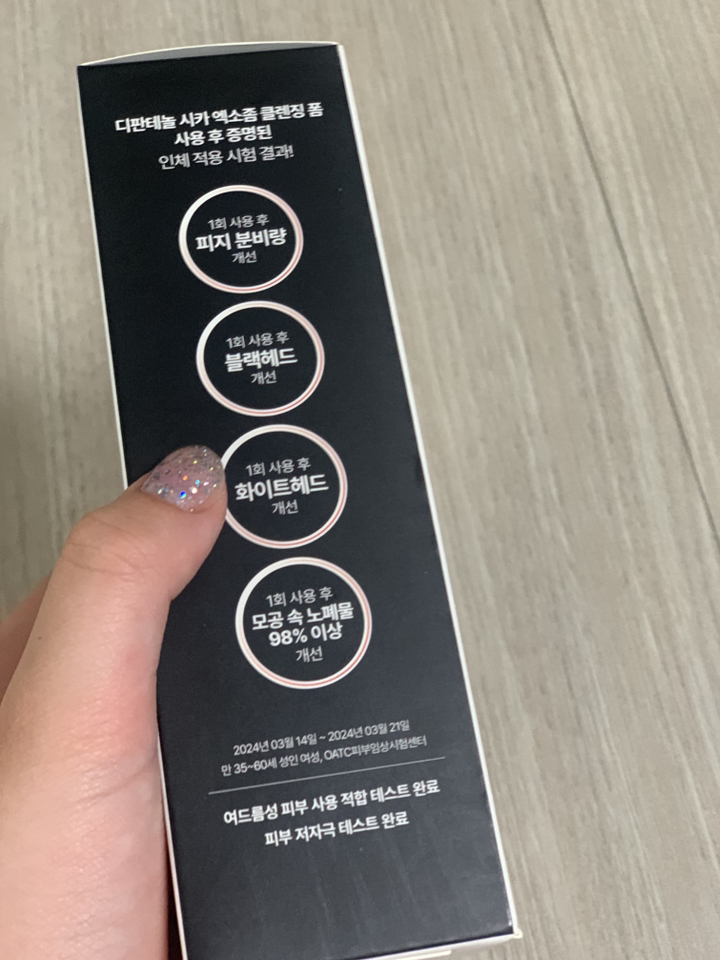 디판테놀 시카 엑소좀 클렌징 폼
사용 후 증명된
인체 적용 시험 결과!
1회 사용 후
피지 분비량
개선
1회 사용 후
블랙헤드
개선
1회 사용 후
화이트헤드
개선
1회 사용 후
모공 속 노폐물
98% 이상
개선
2024년 03월 14일 ~ 2024년 03월 21일
만 35~60세 성인 여성, OATC피부임상시험센터
여드름성 피부 사용 적합 테스트 완료
피부 저자극 테스트 완료